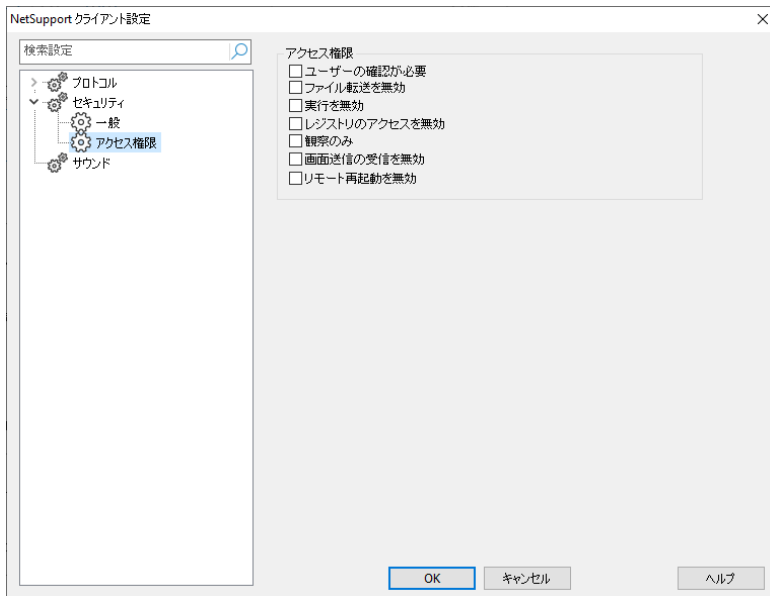 NetSupport クライアント設定
検索設定
プロトコル
セキュリティ
一般
アクセス権限
サウンド
アクセス権限
ユーザーの確認が必要
ファイル転送を無効
実行を無効
レジストリのアクセスを無効
観察のみ
画面送信の受信を無効
リモート再起動を無効
OK
キャンセル
ヘルプ